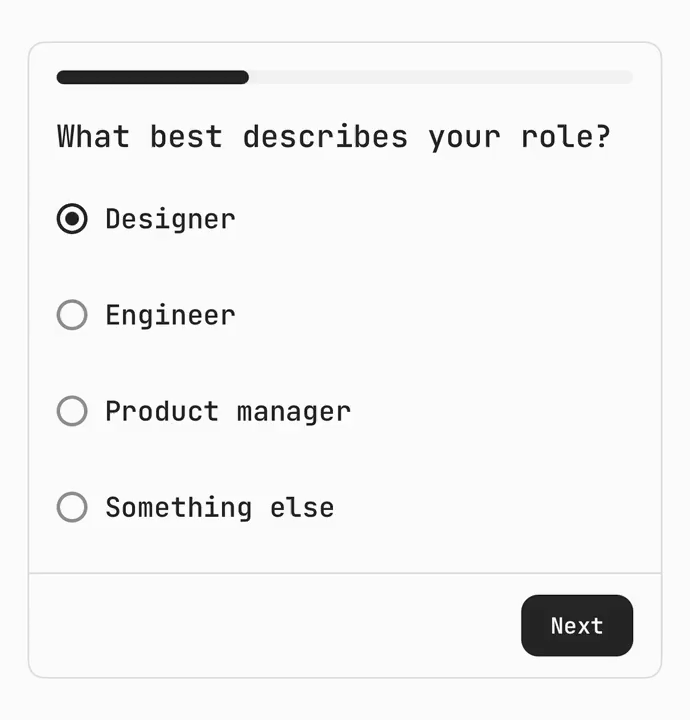 What best describes your role?
Designer
Engineer
Product manager
Something else
Next